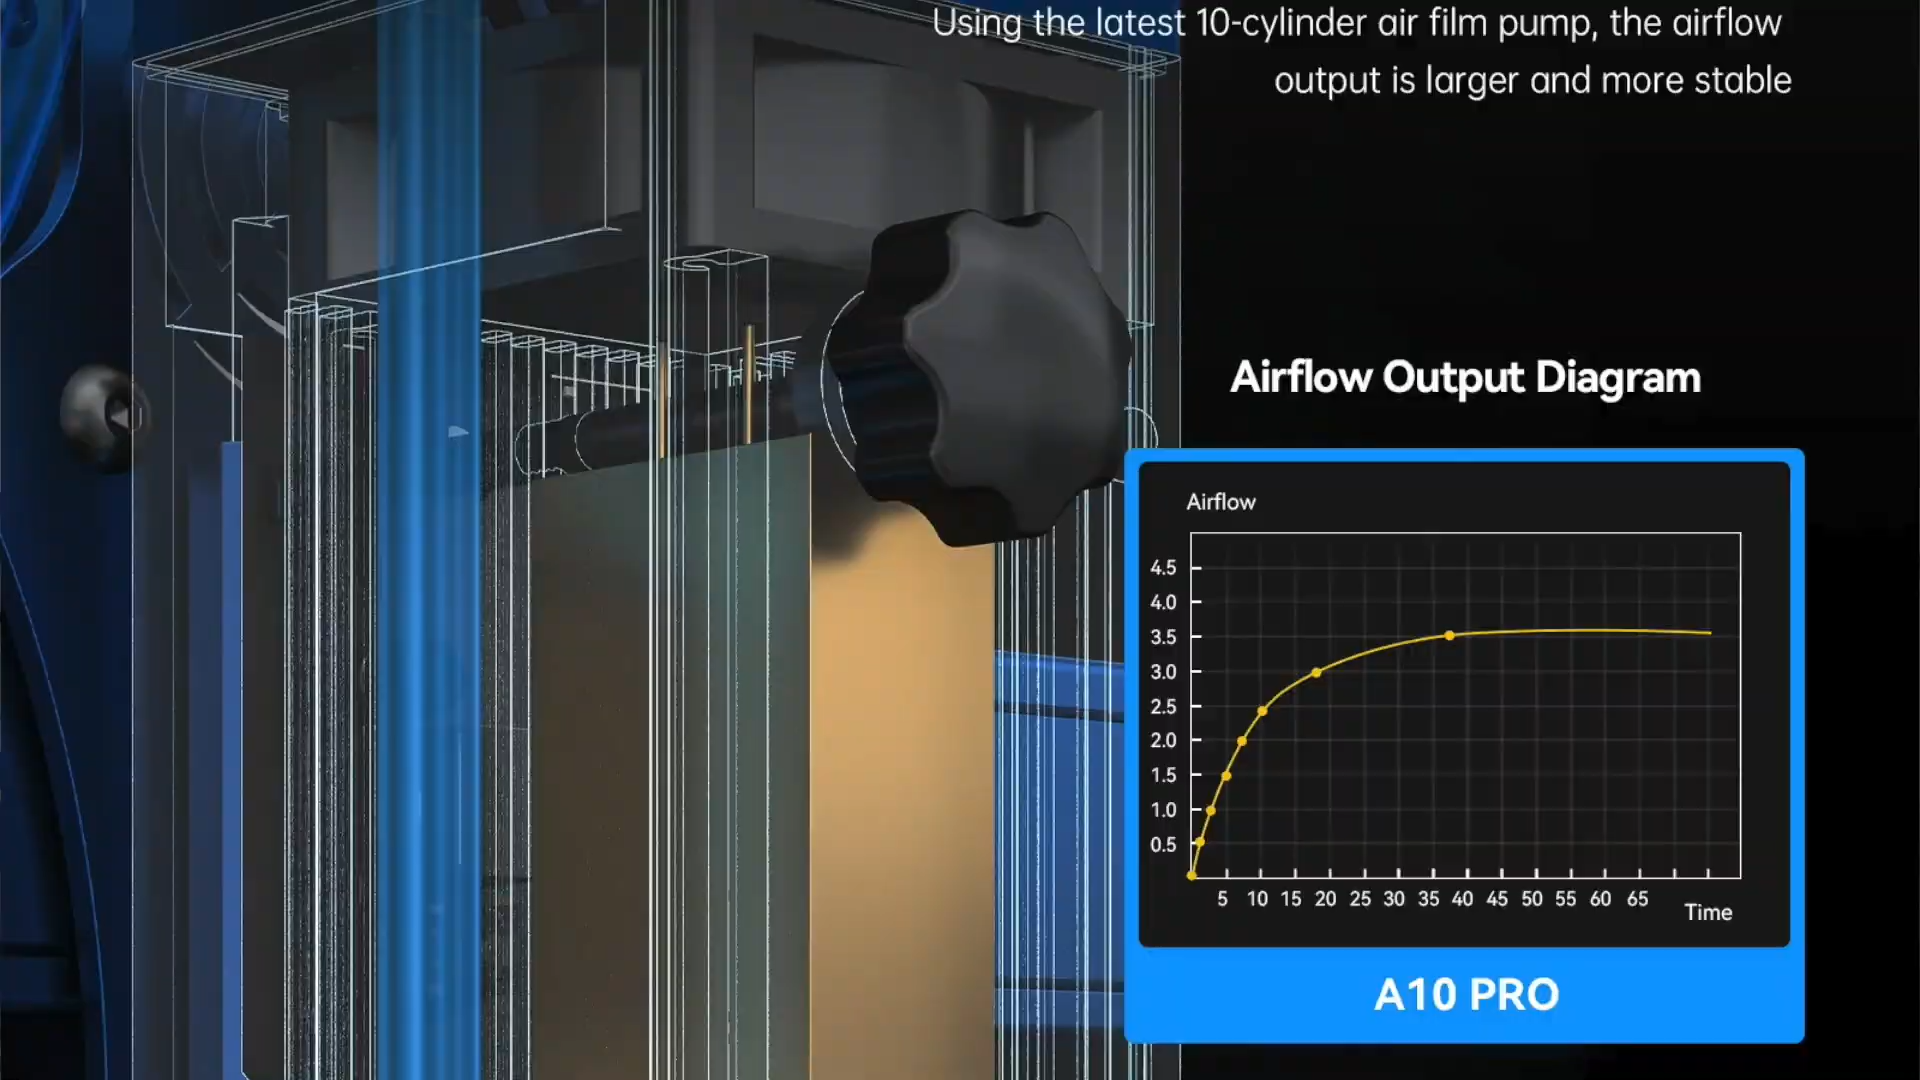 Using the latest 10-cylinder air film pump, the airflow
output is larger and more stable
Airflow Output Diagram
Airflow
4.5
4.0
3.5
3.0
2.5
2.0
1.5
1.0
0.5
5 10 15 20 25 30 35 40 45 50 55 60 65
Time
A10 PRO